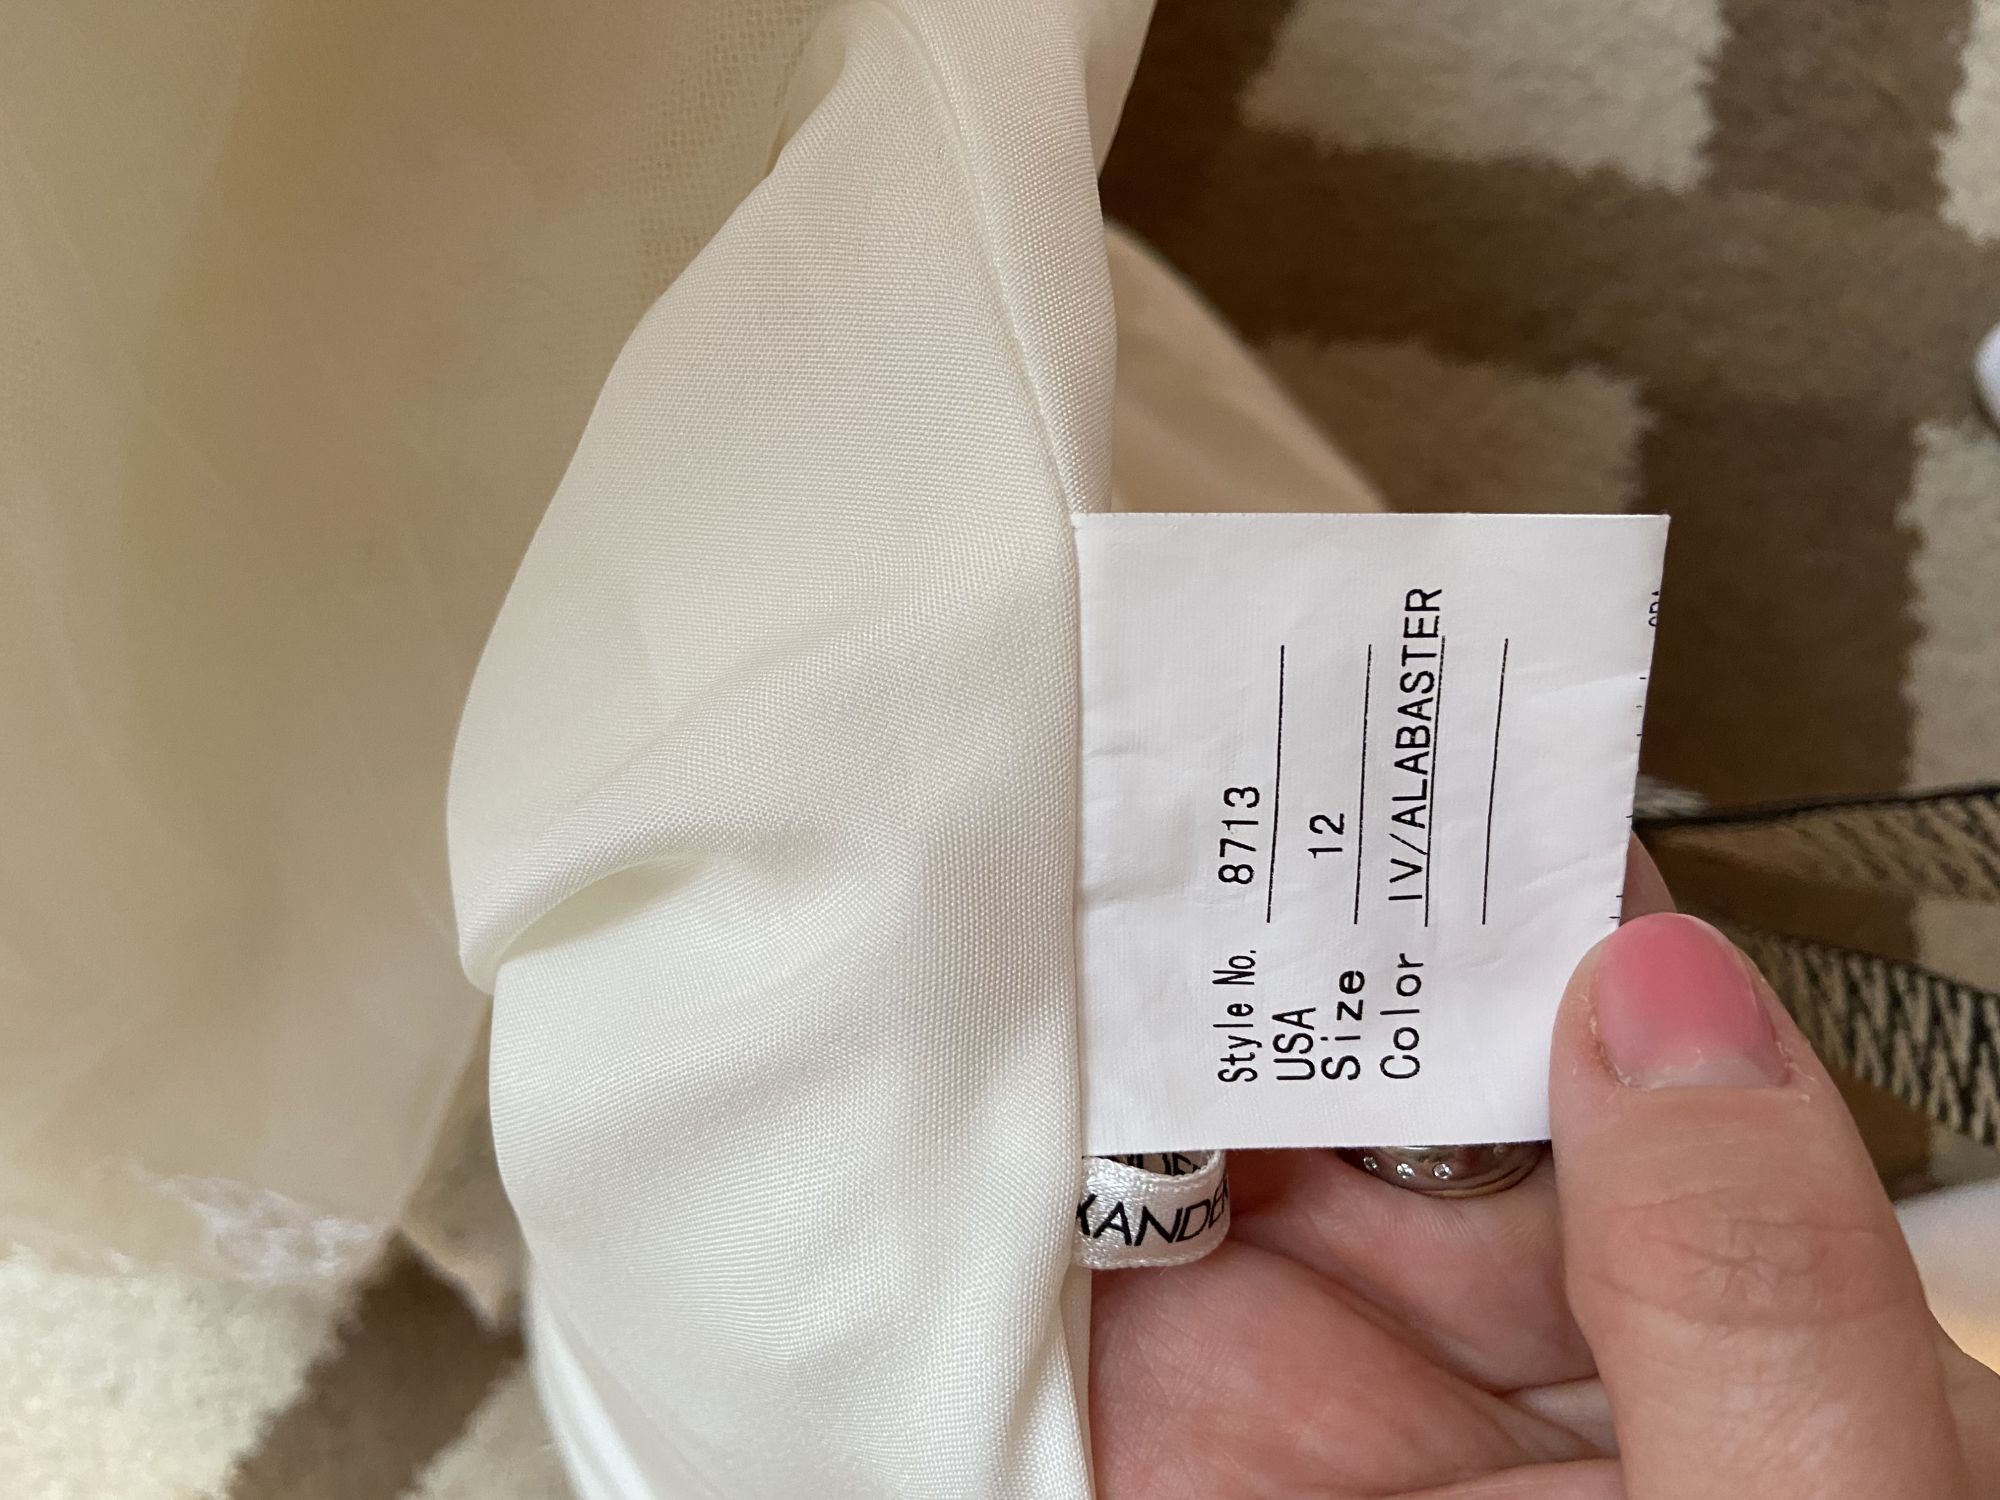 Style No. 8713
USA
Size 12
Color IV/ALABASTER